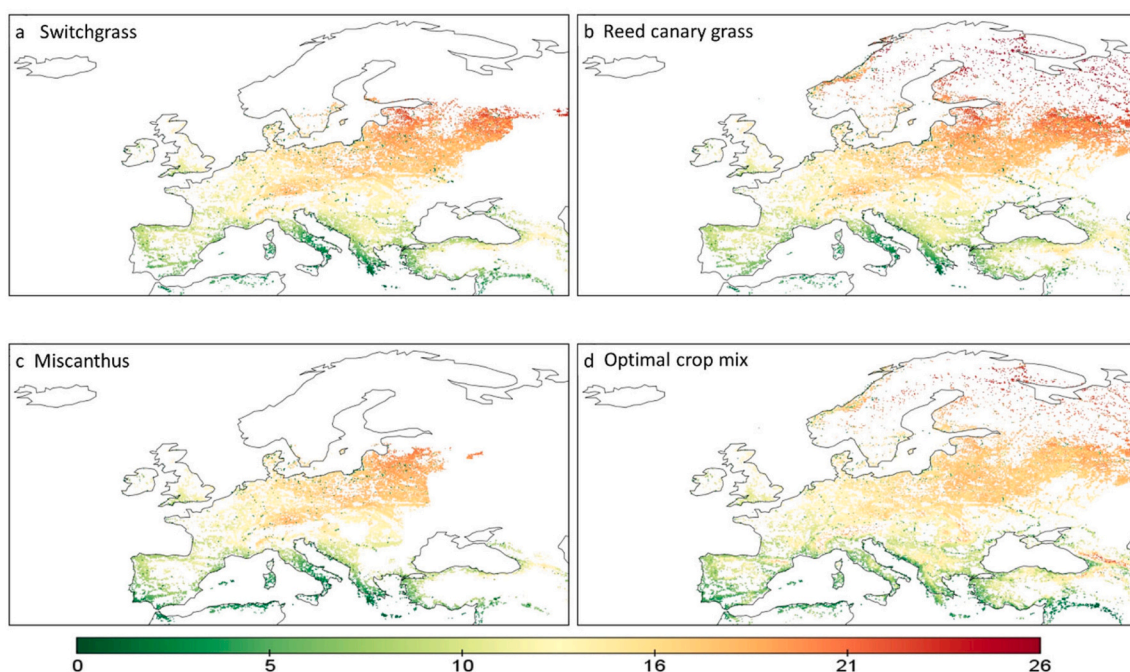 a Switchgrass
b Reed canary grass
c Miscanthus
d Optimal crop mix
0 5 10 16 21 26